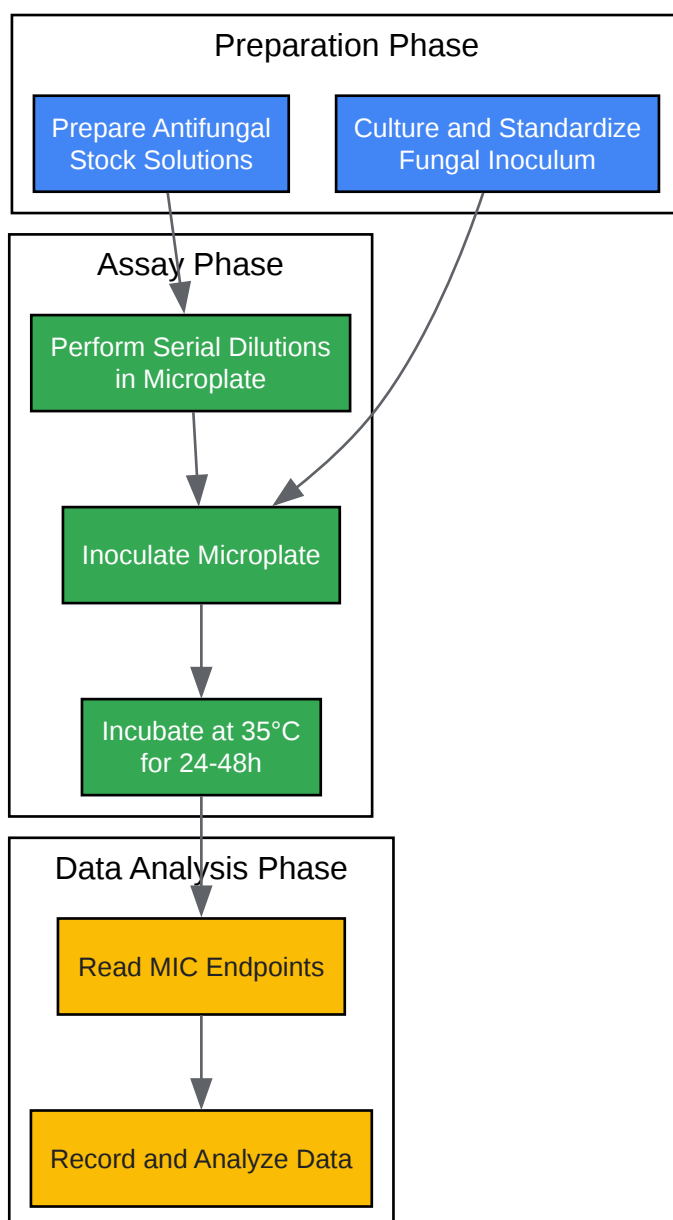 Preparation Phase
Prepare Antifungal
Stock Solutions
Culture and Standardize
Fungal Inoculum
Assay Phase
Perform Serial Dilutions
in Microplate
Inoculate Microplate
Incubate at 35°C
for 24-48h
Data Analysis Phase
Read MIC Endpoints
Record and Analyze Data